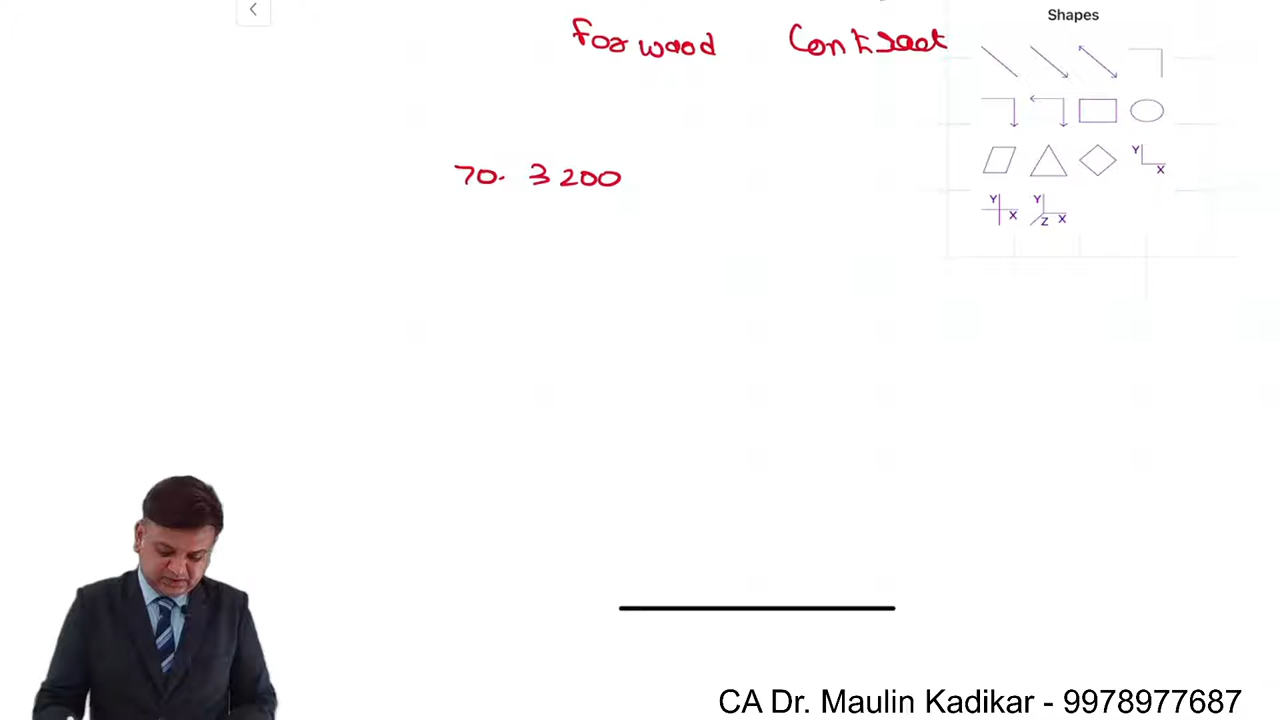 Shapes
Forward Contract
70. 3200
Y
X
Y
X
Y
Z X
CA Dr. Maulin Kadikar - 9978977687